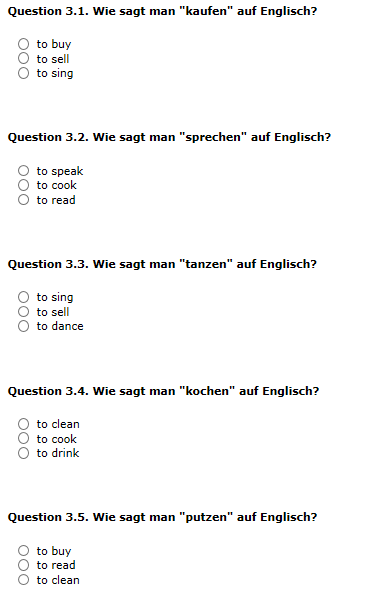 Question 3.1. Wie sagt man "kaufen" auf Englisch?
to buy
to sell
to sing
Question 3.2. Wie sagt man "sprechen" auf Englisch?
to speak
to cook
to read
Question 3.3. Wie sagt man "tanzen" auf Englisch?
to sing
to sell
to dance
Question 3.4. Wie sagt man "kochen" auf Englisch?
to clean
to cook
to drink
Question 3.5. Wie sagt man "putzen" auf Englisch?
to buy
to read
to clean